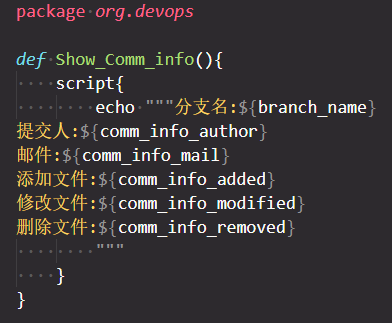 package org.devops
def Show_Comm_info(){
script{
echo """分支名:${branch_name}
提交人:${comm_info_author}
邮件:${comm_info_mail}
添加文件:${comm_info_added}
修改文件:${comm_info_modified}
删除文件:${comm_info_removed}
"""
}
}